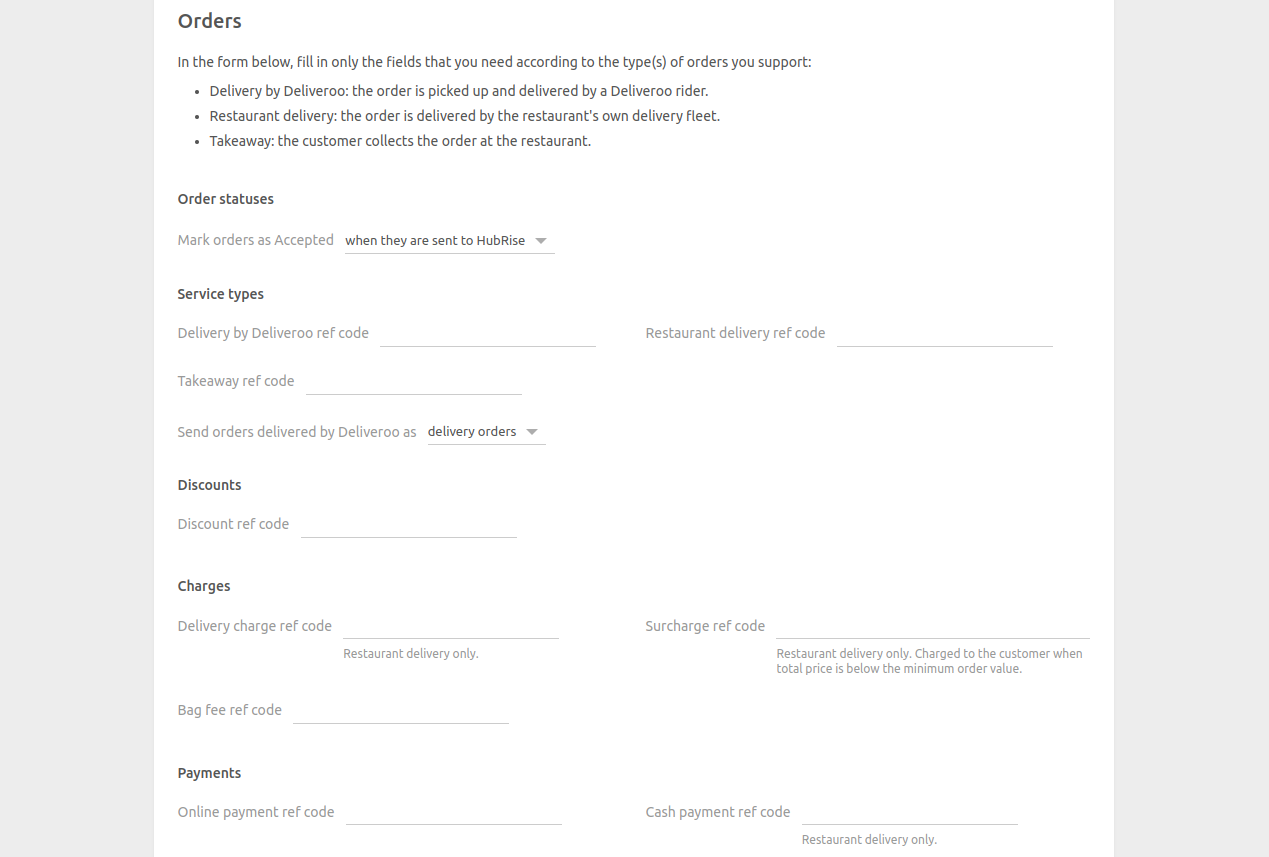 Orders
In the form below, fill in only the fields that you need according to the type(s) of orders you support:
• Delivery by Deliveroo: the order is picked up and delivered by a Deliveroo rider.
• Restaurant delivery: the order is delivered by the restaurant's own delivery fleet.
• Takeaway: the customer collects the order at the restaurant.
Order statuses
Mark orders as Accepted when they are sent to HubRise
Service types
Delivery by Deliveroo ref code
Restaurant delivery ref code
Takeaway ref code
Send orders delivered by Deliveroo as delivery orders
Discounts
Discount ref code
Charges
Delivery charge ref code
Restaurant delivery only.
Surcharge ref code
Restaurant delivery only. Charged to the customer when
total price is below the minimum order value.
Bag fee ref code
Payments
Online payment ref code
Cash payment ref code
Restaurant delivery only.